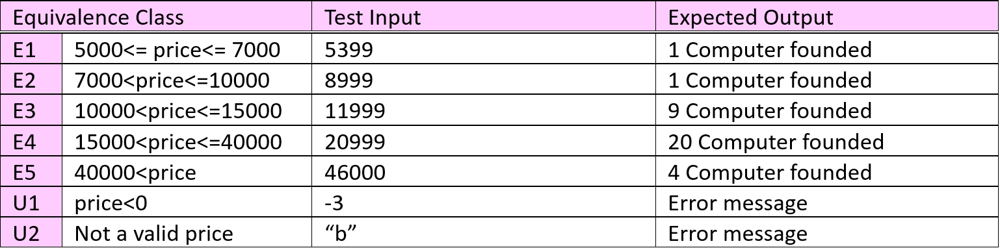 Equivalence Class Test Input Expected Output
E1 5000<= price<= 7000 5399 1 Computer founded
E2 7000<price<=10000 8999 1 Computer founded
E3 10000<price<=15000 11999 9 Computer founded
E4 15000<price<=40000 20999 20 Computer founded
E5 40000<price 46000 4 Computer founded
U1 price<0 -3 Error message
U2 Not a valid price “b” Error message